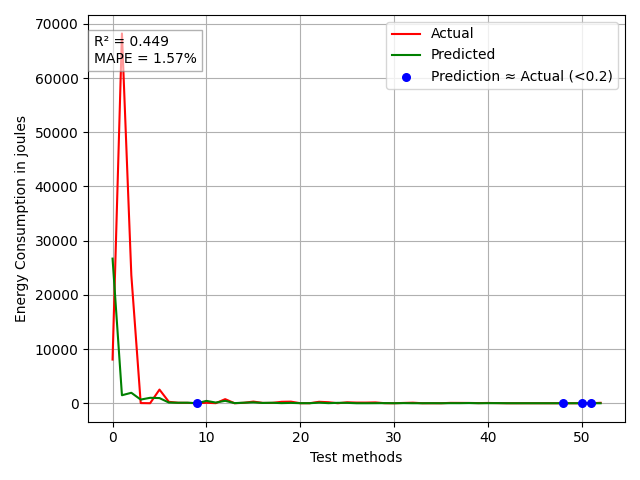 R² = 0.449
MAPE = 1.57%
Actual
Predicted
Prediction ≈ Actual (<0.2)
Energy Consumption in joules
70000
60000
50000
40000
30000
20000
10000
0
0 10 20 30 40 50
Test methods